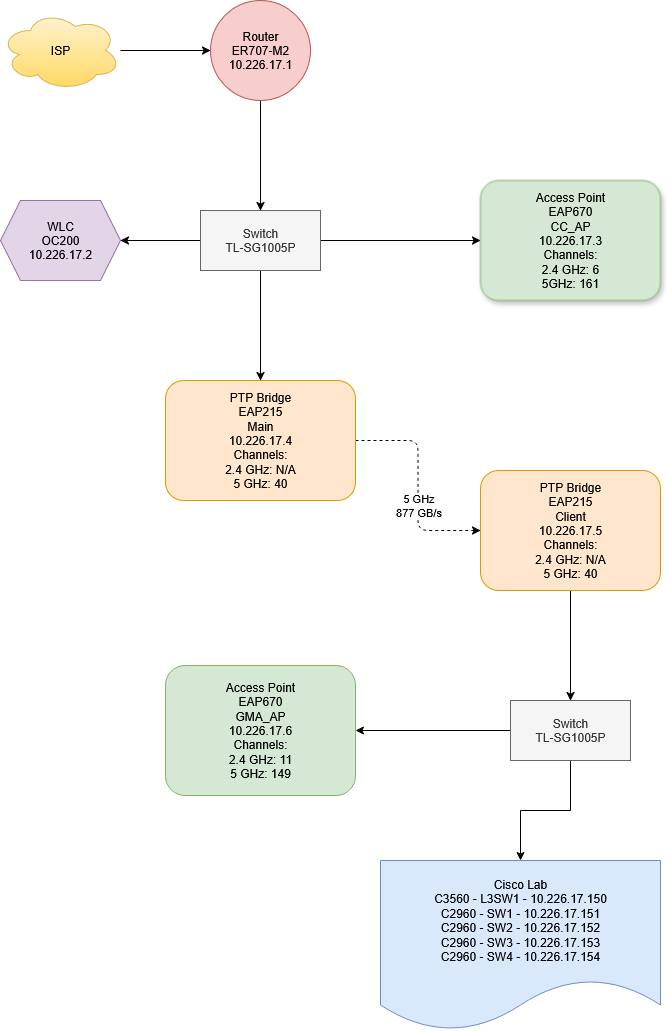 ISP
Router
ER707-M2
10.226.17.1
WLC
OC200
10.226.17.2
Switch
TL-SG1005P
Access Point
EAP670
CC_AP
10.226.17.3
Channels:
2.4 GHz: 6
5GHz: 161
PTP Bridge
EAP215
Main
10.226.17.4
Channels:
2.4 GHz: N/A
5 GHz: 40
5 GHz
877 GB/s
PTP Bridge
EAP215
Client
10.226.17.5
Channels:
2.4 GHz: N/A
5 GHz: 40
Access Point
EAP670
GMA_AP
10.226.17.6
Channels:
2.4 GHz: 11
5 GHz: 149
Switch
TL-SG1005P
Cisco Lab
C3560 - L3SW1 - 10.226.17.150
C2960 - SW1 - 10.226.17.151
C2960 - SW2 - 10.226.17.152
C2960 - SW3 - 10.226.17.153
C2960 - SW4 - 10.226.17.154